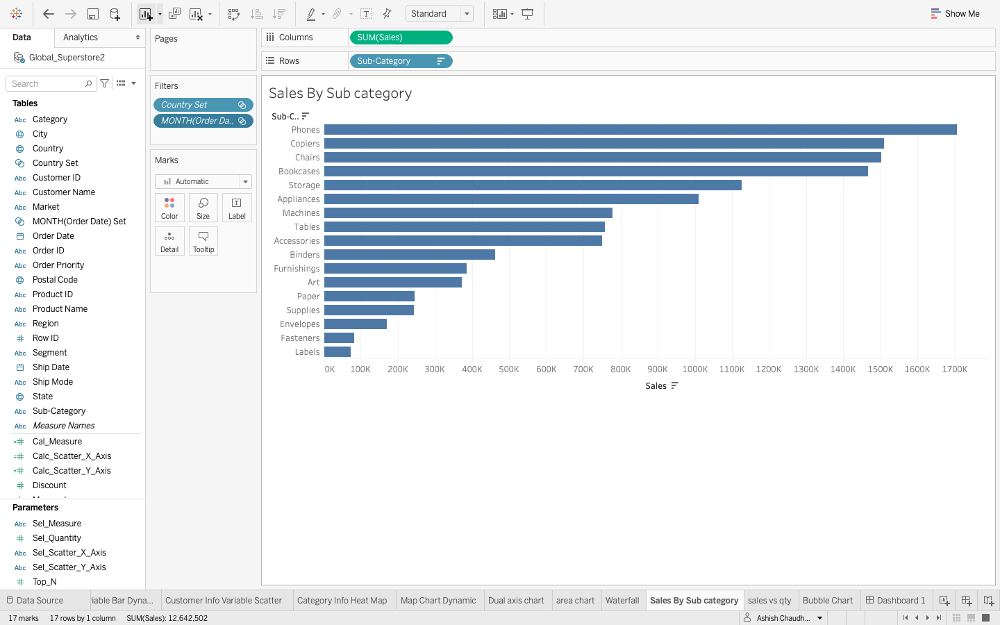 Standard
Show Me
Data
Analytics
Global_Superstore2
Search
Tables
Abc Category
City
Country
Country Set
Abc Customer ID
Abc Customer Name
Abc Market
MONTH(Order Date) Set
Order Date
Abc Order ID
Abc Order Priority
Postal Code
Abc Product ID
Abc Product Name
Abc Region
Row ID
Abc Segment
Ship Date
Abc Ship Mode
State
Abc Sub-Category
Abc Measure Names
Cal_Measure
Calc_Scatter_X_Axis
Calc_Scatter_Y_Axis
Discount
Parameters
Abc Sel_Measure
Sel_Quantity
Abc Sel_Scatter_X_Axis
Abc Sel_Scatter_Y_Axis
Top_N
Pages
Filters
Country Set
MONTH(Order Da..
Marks
Automatic
Color
Size
Label
Detail
Tooltip
Columns
SUM(Sales)
Rows
Sub-Category
Sales By Sub category
Sub-C..
Phones
Copiers
Chairs
Bookcases
Storage
Appliances
Machines
Tables
Accessories
Binders
Furnishings
Art
Paper
Supplies
Envelopes
Fasteners
Labels
0K 100K 200K 300K 400K 500K 600K 700K 800K 900K 1000K 1100K 1200K 1300K 1400K 1500K 1600K 1700K
Sales
Data Source
riable Bar Dyna...
Customer Info Variable Scatter
Category Info Heat Map
Map Chart Dynamic
Dual axis chart
area chart
Waterfall
Sales By Sub category
sales vs qty
Bubble Chart
Dashboard 1
17 marks
17 rows by 1 column
SUM(Sales): 12,642,502
Ashish Chaudh...